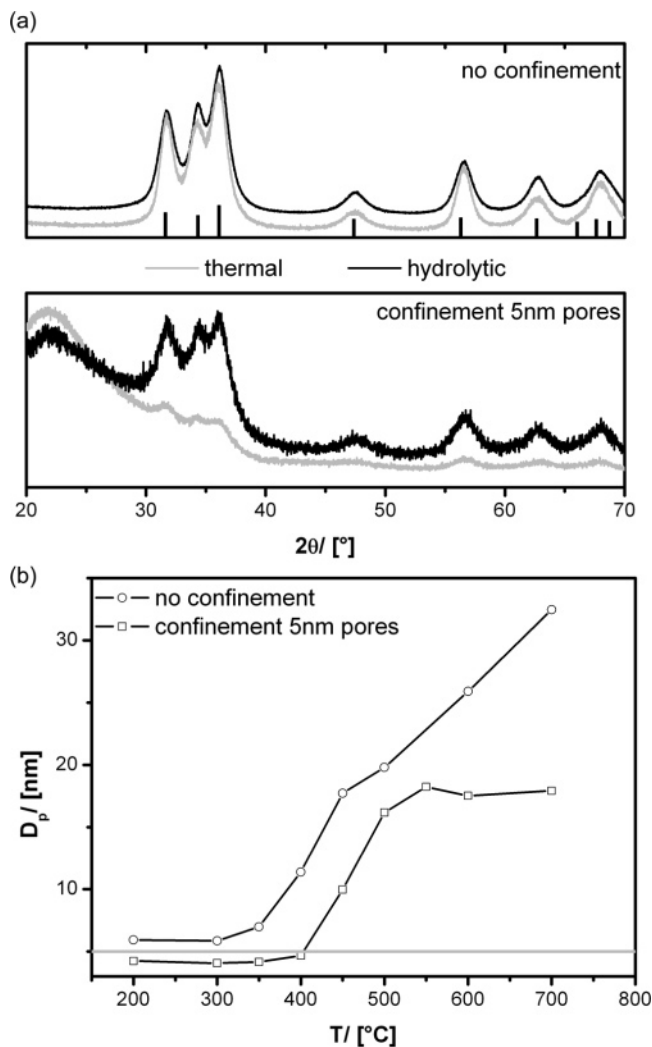 (a)
no confinement
thermal
hydrolytic
confinement 5nm pores
20 30 40 50 60 70
2θ/ [°]
(b)
no confinement
confinement 5nm pores
30
20
10
D_p/ [nm]
200 300 400 500 600 700 800
T/ [°C]